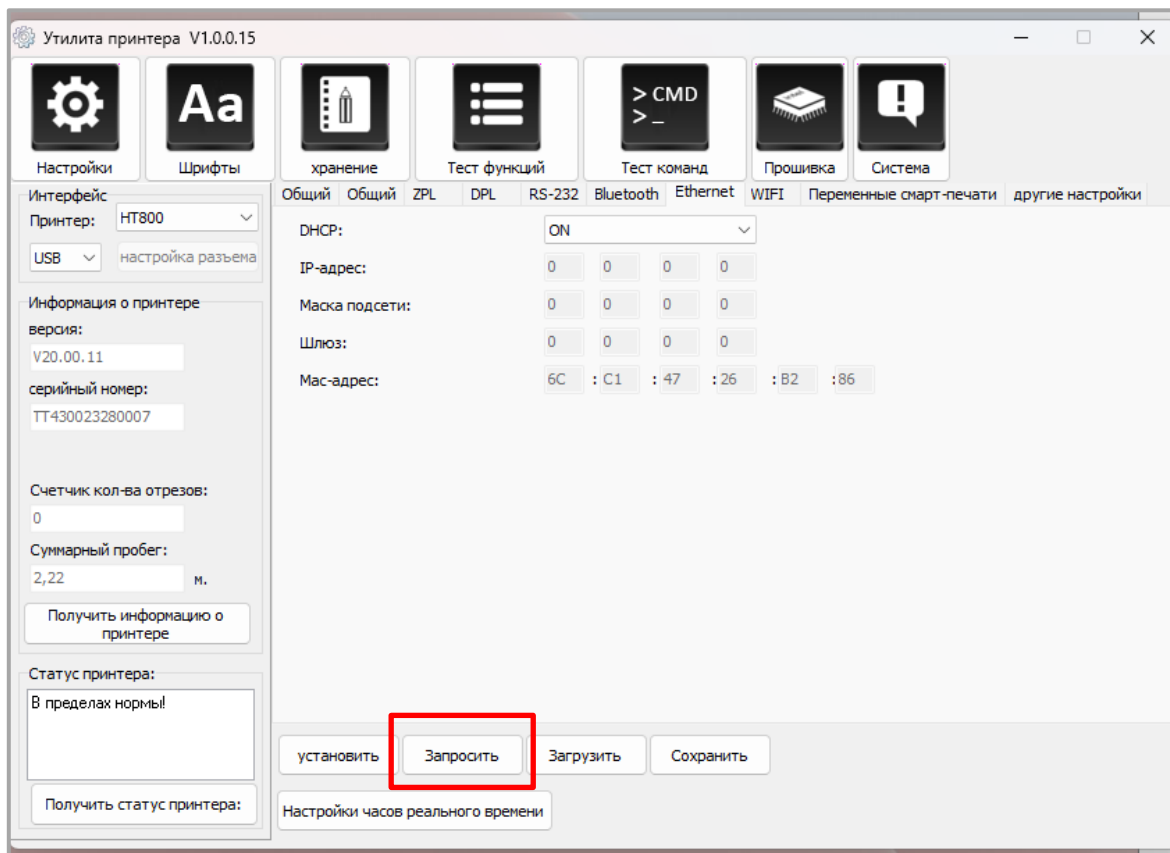 Утилита принтера V1.0.0.15
Aa
> CMD
> _
Настройки
Шрифты
хранение
Тест функций
Тест команд
Прошивка
Система
Интерфейс
Принтер: HT800
USB настройка разъема
Информация о принтере
версия:
V20.00.11
серийный номер:
TT430023280007
Счетчик кол-ва отрезов:
0
Суммарный пробег:
2,22 м.
Получить информацию о
принтере
Статус принтера:
В пределах нормы!
Получить статус принтера:
Общий Общий ZPL DPL RS-232 Bluetooth Ethernet WIFI Переменные смарт-печати другие настройки
DHCP: ON
IP-адрес: 0 0 0 0
Маска подсети: 0 0 0 0
Шлюз: 0 0 0 0
Mac-адрес: 6C : C1 : 47 : 26 : B2 : 86
установить Запросить Загрузить Сохранить
Настройки часов реального времени